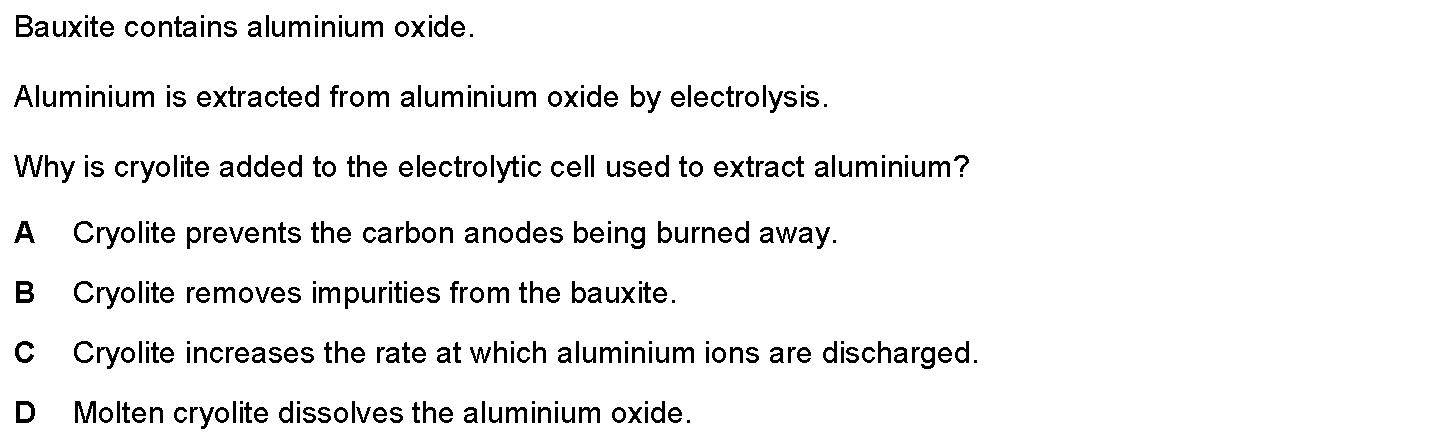 Bauxite contains aluminium oxide.
Aluminium is extracted from aluminium oxide by electrolysis.
Why is cryolite added to the electrolytic cell used to extract aluminium?
A Cryolite prevents the carbon anodes being burned away.
B Cryolite removes impurities from the bauxite.
C Cryolite increases the rate at which aluminium ions are discharged.
D Molten cryolite dissolves the aluminium oxide.